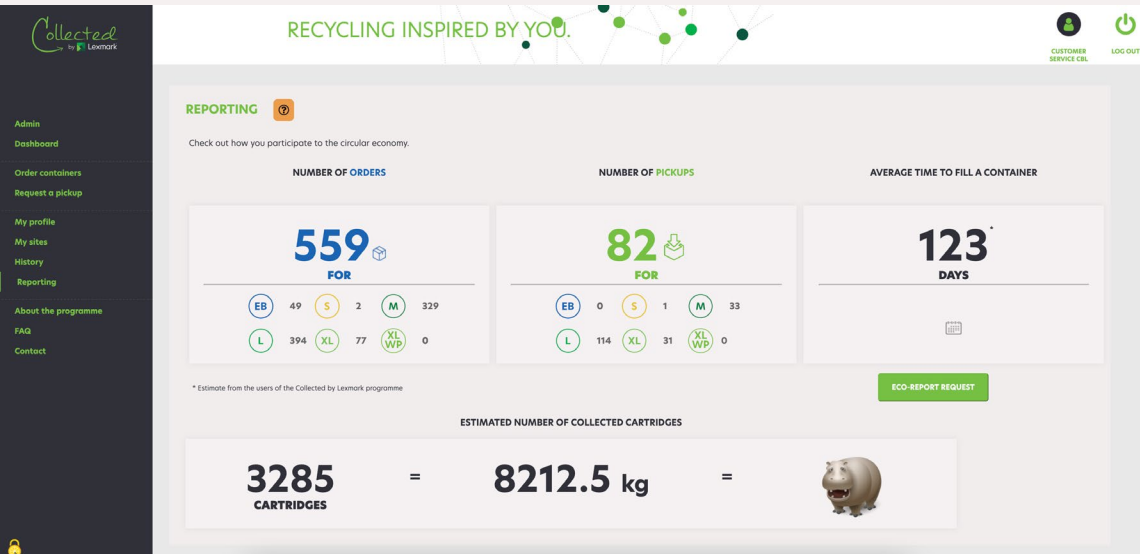 Collected
by Lexmark
RECYCLING INSPIRED BY YOU.
CUSTOMER
SERVICE CBL
LOG OUT
Admin
Dashboard
Order containers
Request a pickup
My profile
My sites
History
Reporting
About the programme
FAQ
Contact
REPORTING ?
Check out how you participate to the circular economy.
NUMBER OF ORDERS
559
FOR
EB 49 S 2 M 329
L 394 XL 77 XL WP 0
NUMBER OF PICKUPS
82
FOR
EB 0 S 1 M 33
L 114 XL 31 XL WP 0
AVERAGE TIME TO FILL A CONTAINER
123*
DAYS
* Estimate from the users of the Collected by Lexmark programme
ECO-REPORT REQUEST
ESTIMATED NUMBER OF COLLECTED CARTRIDGES
3285 = 8212.5 kg =
CARTRIDGES